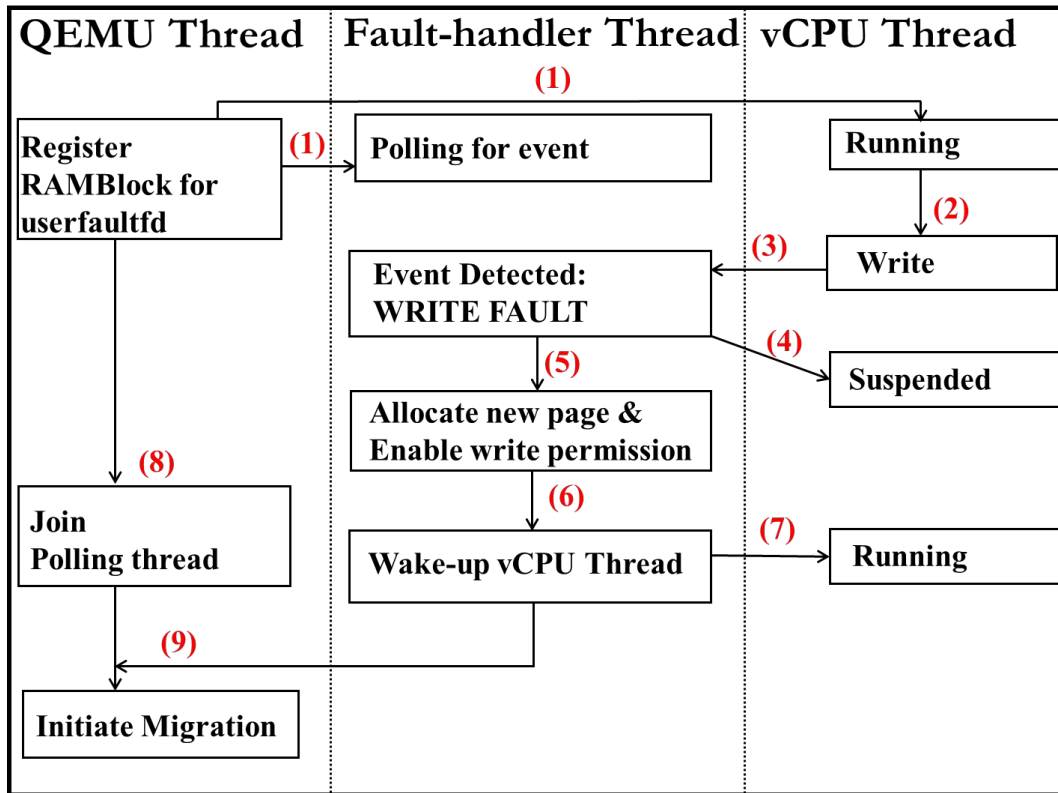 QEMU Thread
Fault-handler Thread
vCPU Thread
(1)
Register
RAMBlock for
userfaultfd
(1)
Polling for event
Running
(2)
Write
(3)
Event Detected:
WRITE FAULT
(4)
Suspended
(5)
Allocate new page &
Enable write permission
(6)
(8)
Join
Polling thread
Wake-up vCPU Thread
(7)
Running
(9)
Initiate Migration